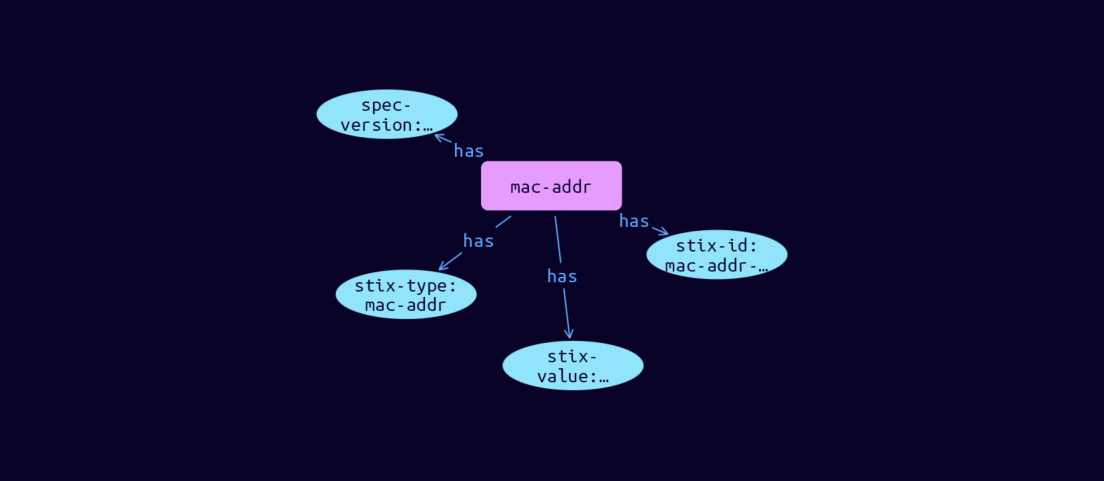 spec-
version:…
has
mac-addr
has
has
stix-id:
mac-addr-…
has
stix-type:
mac-addr
stix-
value:…